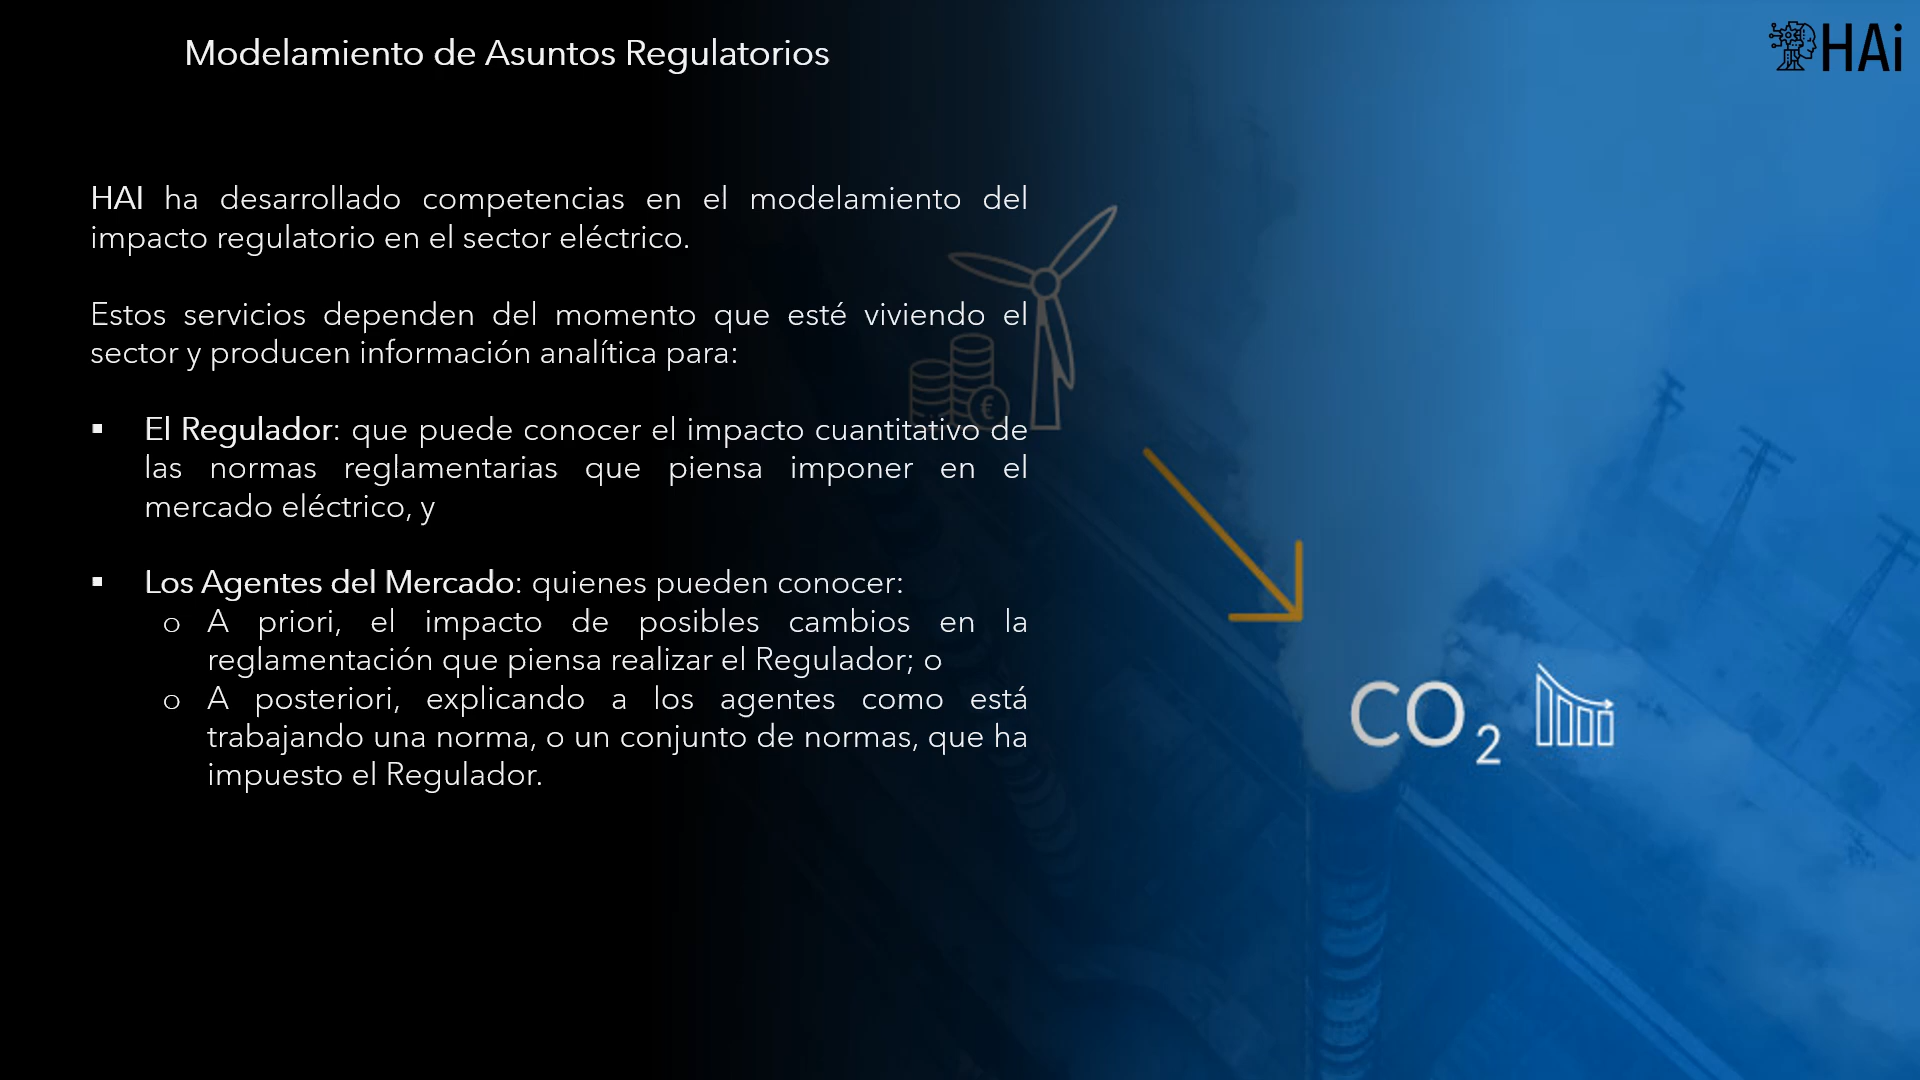 Modelamiento de Asuntos Regulatorios
HAi
HAI ha desarrollado competencias en el modelamiento del
impacto regulatorio en el sector eléctrico.
Estos servicios dependen del momento que esté viviendo el
sector y producen información analítica para:
▪ El Regulador: que puede conocer el impacto cuantitativo de
las normas reglamentarias que piensa imponer en el
mercado eléctrico, y
▪ Los Agentes del Mercado: quienes pueden conocer:
o A priori, el impacto de posibles cambios en la
reglamentación que piensa realizar el Regulador; o
o A posteriori, explicando a los agentes como está
trabajando una norma, o un conjunto de normas, que ha
impuesto el Regulador.
€
CO2